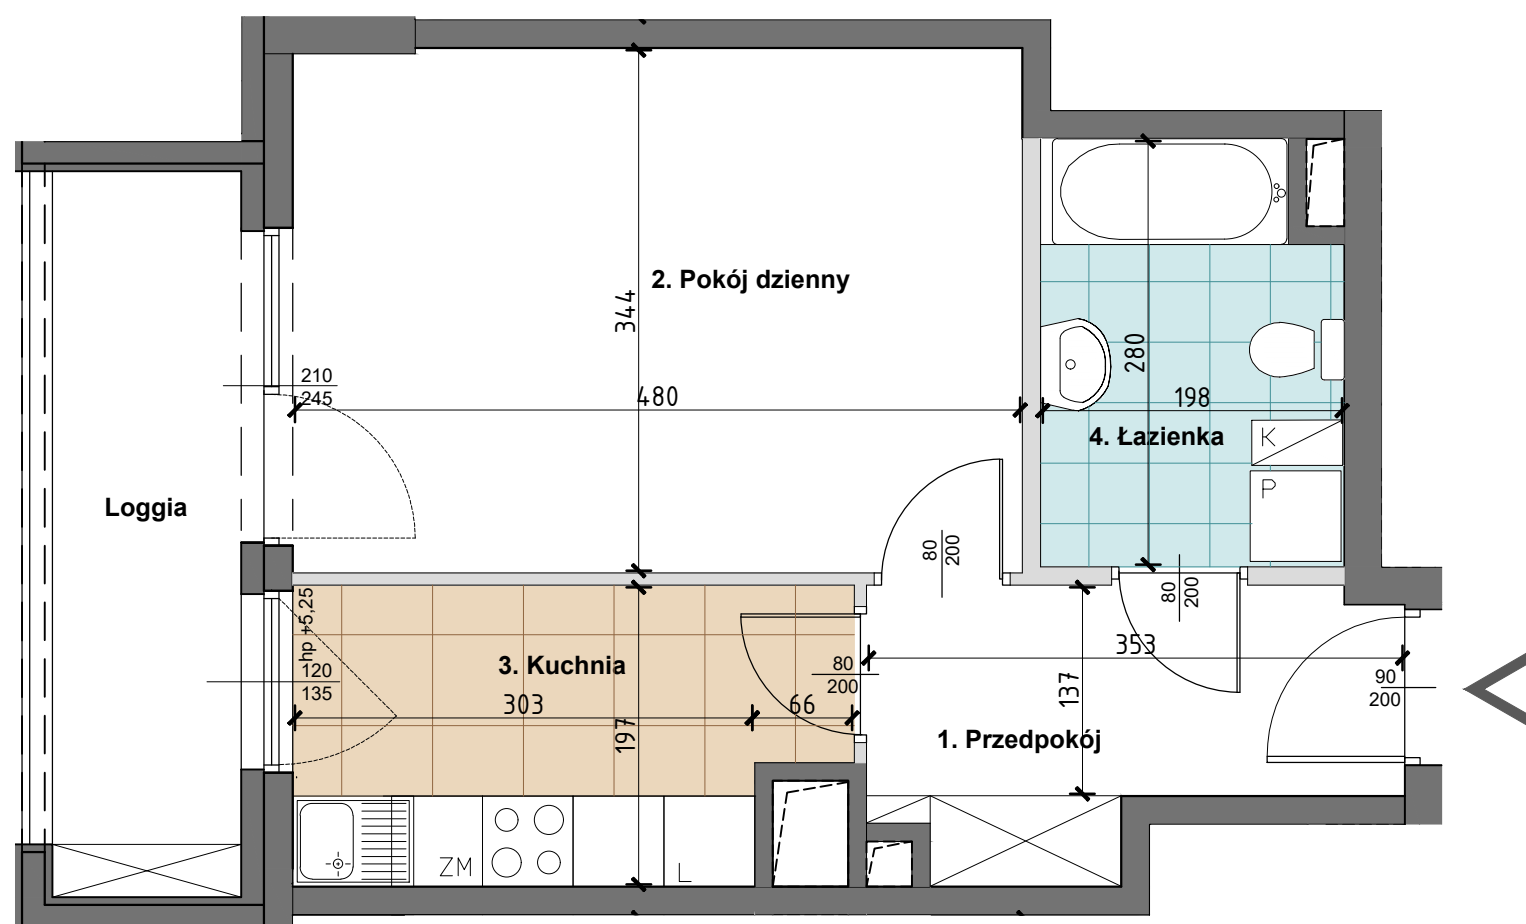 2. Pokój dzienny
344
480
210
245
280
198
4. Łazienka
K
P
Loggia
80
200
80
200
hp +5,25
120
135
3. Kuchnia
303
66
197
80
200
353
137
90
200
1. Przedpokój
ZM
L